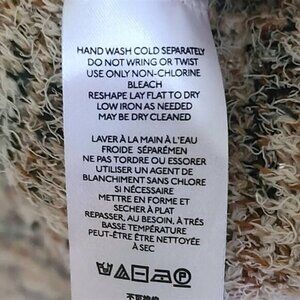 HAND WASH COLD SEPARATELY
DO NOT WRING OR TWIST
USE ONLY NON-CHLORINE
BLEACH
RESHAPE LAY FLAT TO DRY
LOW IRON AS NEEDED
MAY BE DRY CLEANED
LAVER À LA MAIN À L'EAU
FROIDE SÉPARÉMEN
NE PAS TORDRE OU ESSORER
UTILISER UN AGENT DE
BLANCHIMENT SANS CHLORE
SI NÉCESSAIRE
METTRE EN FORME ET
SECHER À PLAT
REPASSER, AU BESOIN, À TRÉS
BASSE TEMPÉRATURE
PEUT-ÊTRE ÊTRE NETTOYÉE
À SEC
P